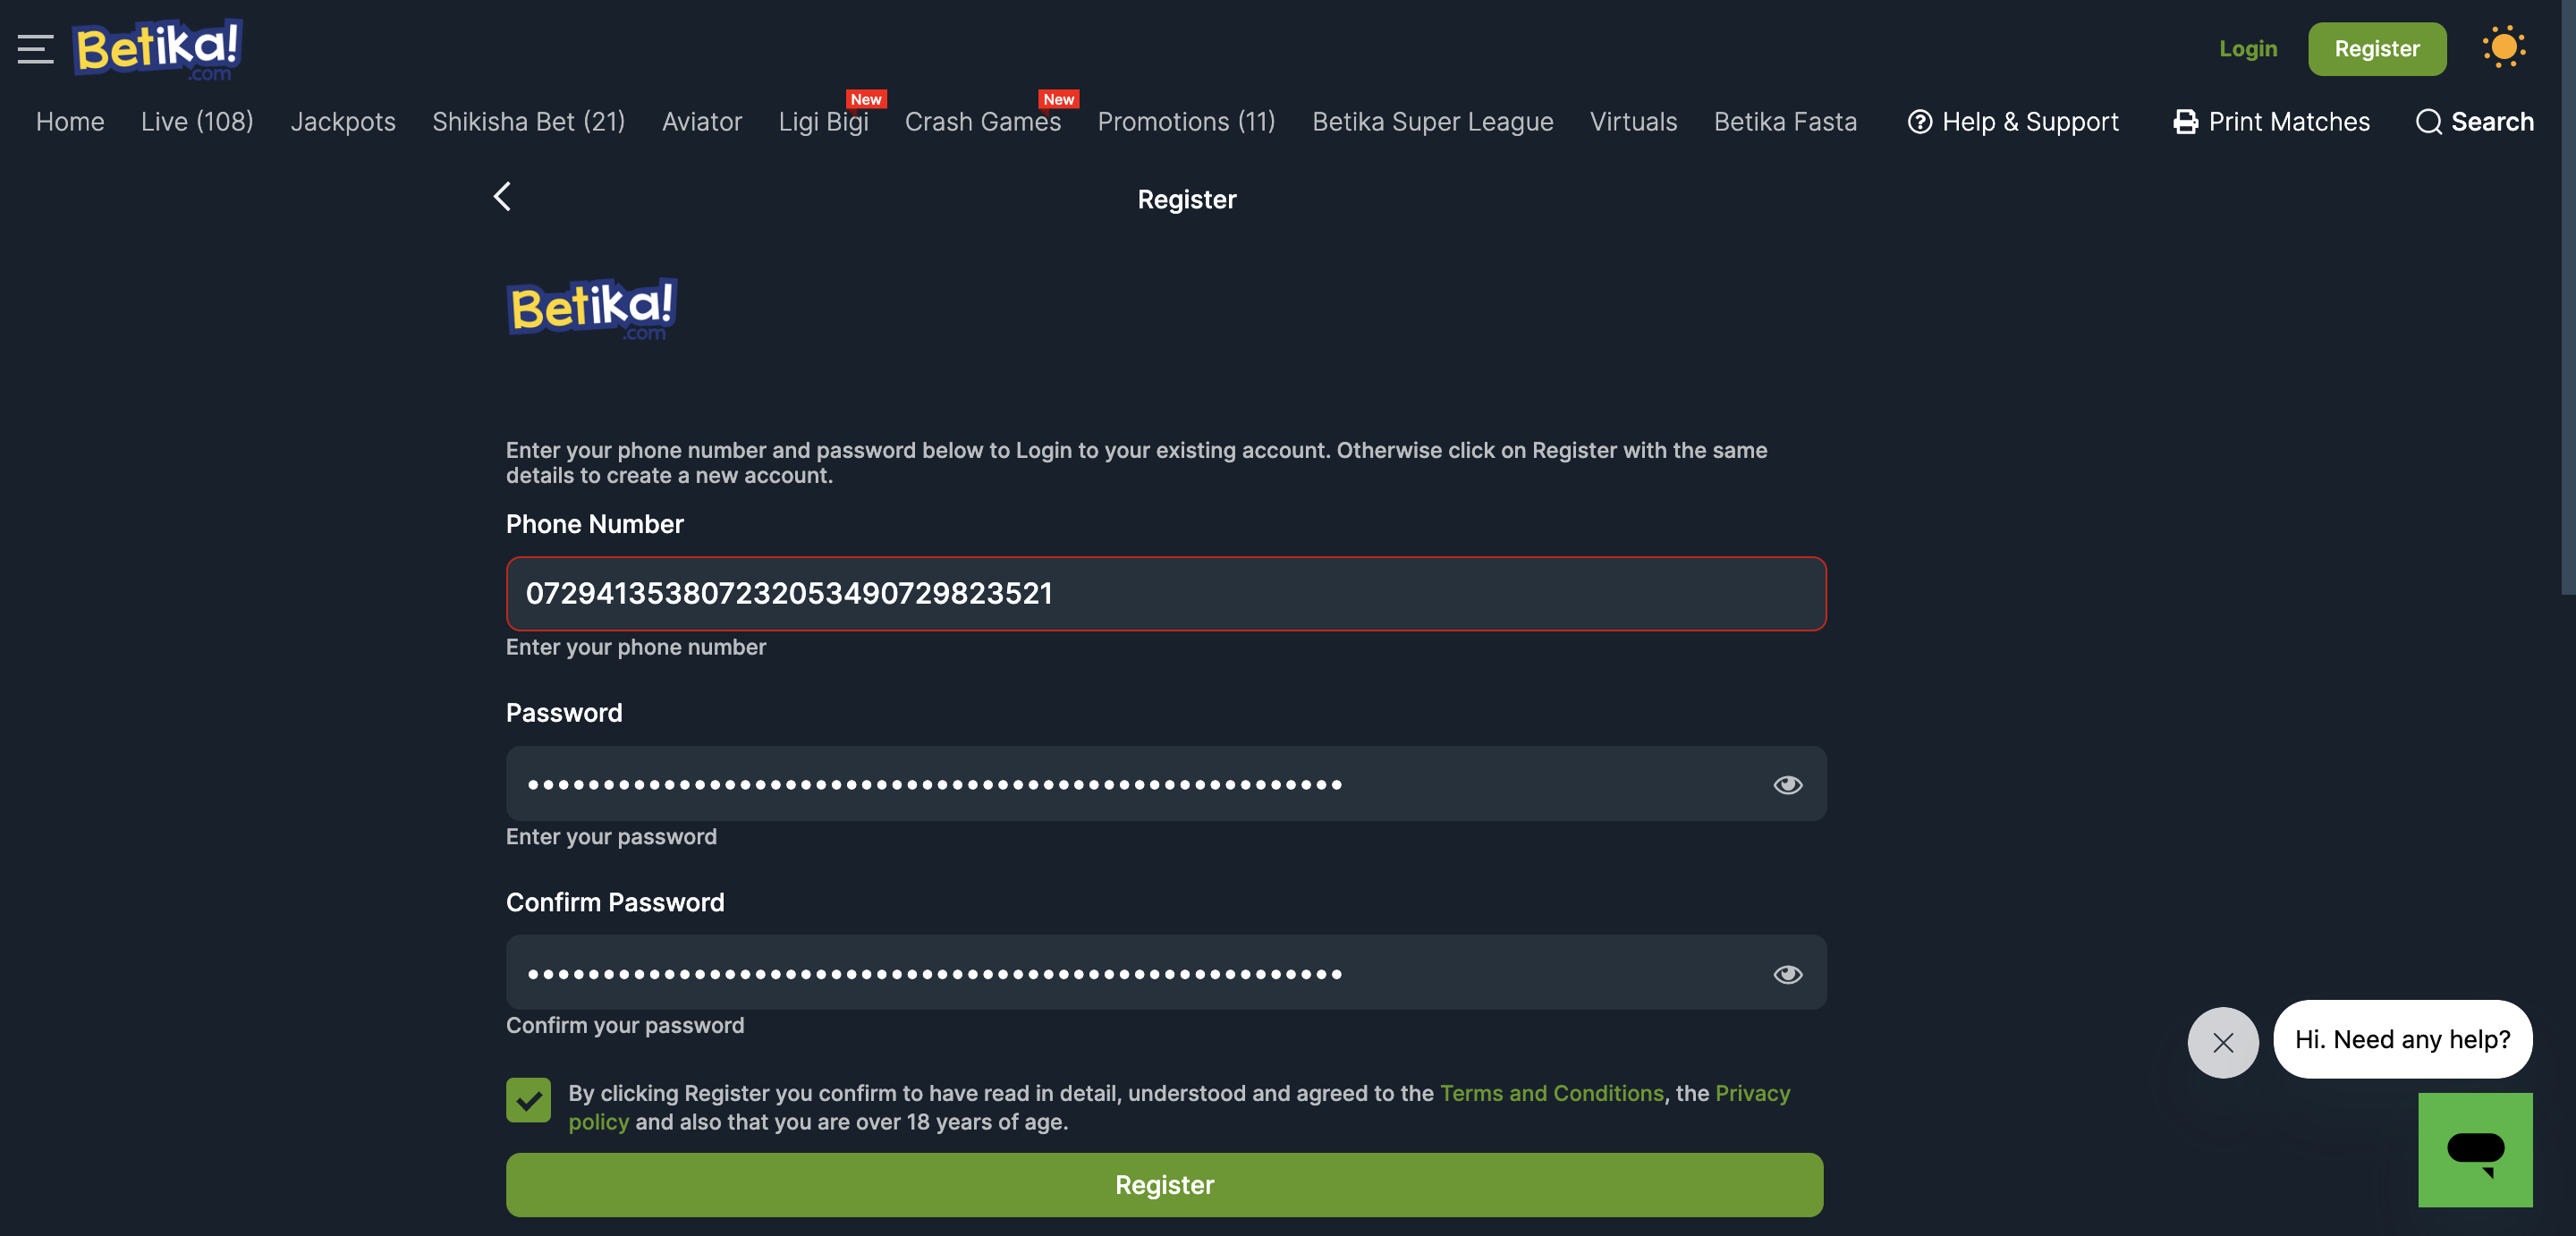 Betika!
.com
Login
Register
New
New
Home
Live (108)
Jackpots
Shikisha Bet (21)
Aviator
Ligi Bigi
Crash Games
Promotions (11)
Betika Super League
Virtuals
Betika Fasta
Help & Support
Print Matches
Search
Register
Betika!
.com
Enter your phone number and password below to Login to your existing account. Otherwise click on Register with the same
details to create a new account.
Phone Number
072941353807232053490729823521
Enter your phone number
Password
Enter your password
Confirm Password
Confirm your password
By clicking Register you confirm to have read in detail, understood and agreed to the Terms and Conditions, the Privacy
policy and also that you are over 18 years of age.
Register
Hi. Need any help?